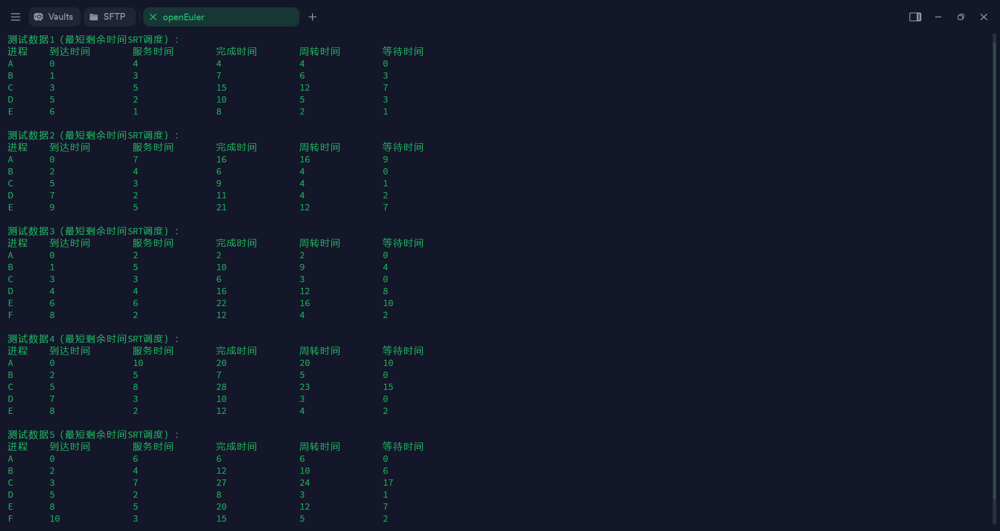 Vaults SFTP openEuler
测试数据1（最短剩余时间SRT调度）：
进程 到达时间 服务时间 完成时间 周转时间 等待时间
A 0 4 4 4 0
B 1 3 7 6 3
C 3 5 15 12 7
D 5 2 10 5 3
E 6 1 8 2 1
测试数据2（最短剩余时间SRT调度）：
进程 到达时间 服务时间 完成时间 周转时间 等待时间
A 0 7 16 16 9
B 2 4 6 4 0
C 5 3 9 4 1
D 7 2 11 4 2
E 9 5 21 12 7
测试数据3（最短剩余时间SRT调度）：
进程 到达时间 服务时间 完成时间 周转时间 等待时间
A 0 2 2 2 0
B 1 5 10 9 4
C 3 3 6 3 0
D 4 4 16 12 8
E 6 6 22 16 10
F 8 2 12 4 2
测试数据4（最短剩余时间SRT调度）：
进程 到达时间 服务时间 完成时间 周转时间 等待时间
A 0 10 20 20 10
B 2 5 7 5 0
C 5 8 28 23 15
D 7 3 10 3 0
E 8 2 12 4 2
测试数据5（最短剩余时间SRT调度）：
进程 到达时间 服务时间 完成时间 周转时间 等待时间
A 0 6 6 6 0
B 2 4 12 10 6
C 3 7 27 24 17
D 5 2 8 3 1
E 8 5 20 12 7
F 10 3 15 5 2